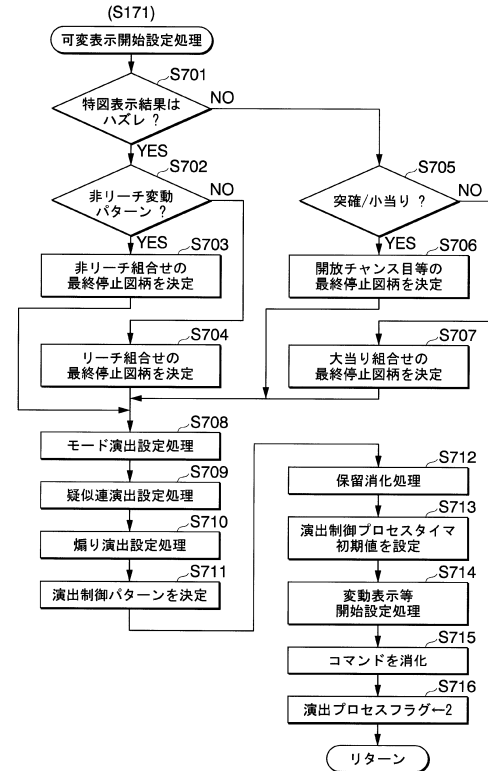 (S171)
可変表示開始設定処理
S701
特図表示結果は
ハズレ ?
NO
YES
S702
非リーチ変動
パターン ?
NO
YES
S703
非リーチ組合せの
最終停止図柄を決定
S704
リーチ組合せの
最終停止図柄を決定
S705
突確/小当り ?
NO
YES
S706
開放チャンス目等の
最終停止図柄を決定
S707
大当り組合せの
最終停止図柄を決定
S708
モード演出設定処理
S709
疑似連演出設定処理
S710
煽り演出設定処理
S711
演出制御パターンを決定
S712
保留消化処理
S713
演出制御プロセスタイマ
初期値を設定
S714
変動表示等
開始設定処理
S715
コマンドを消化
S716
演出プロセスフラグ←2
リターン